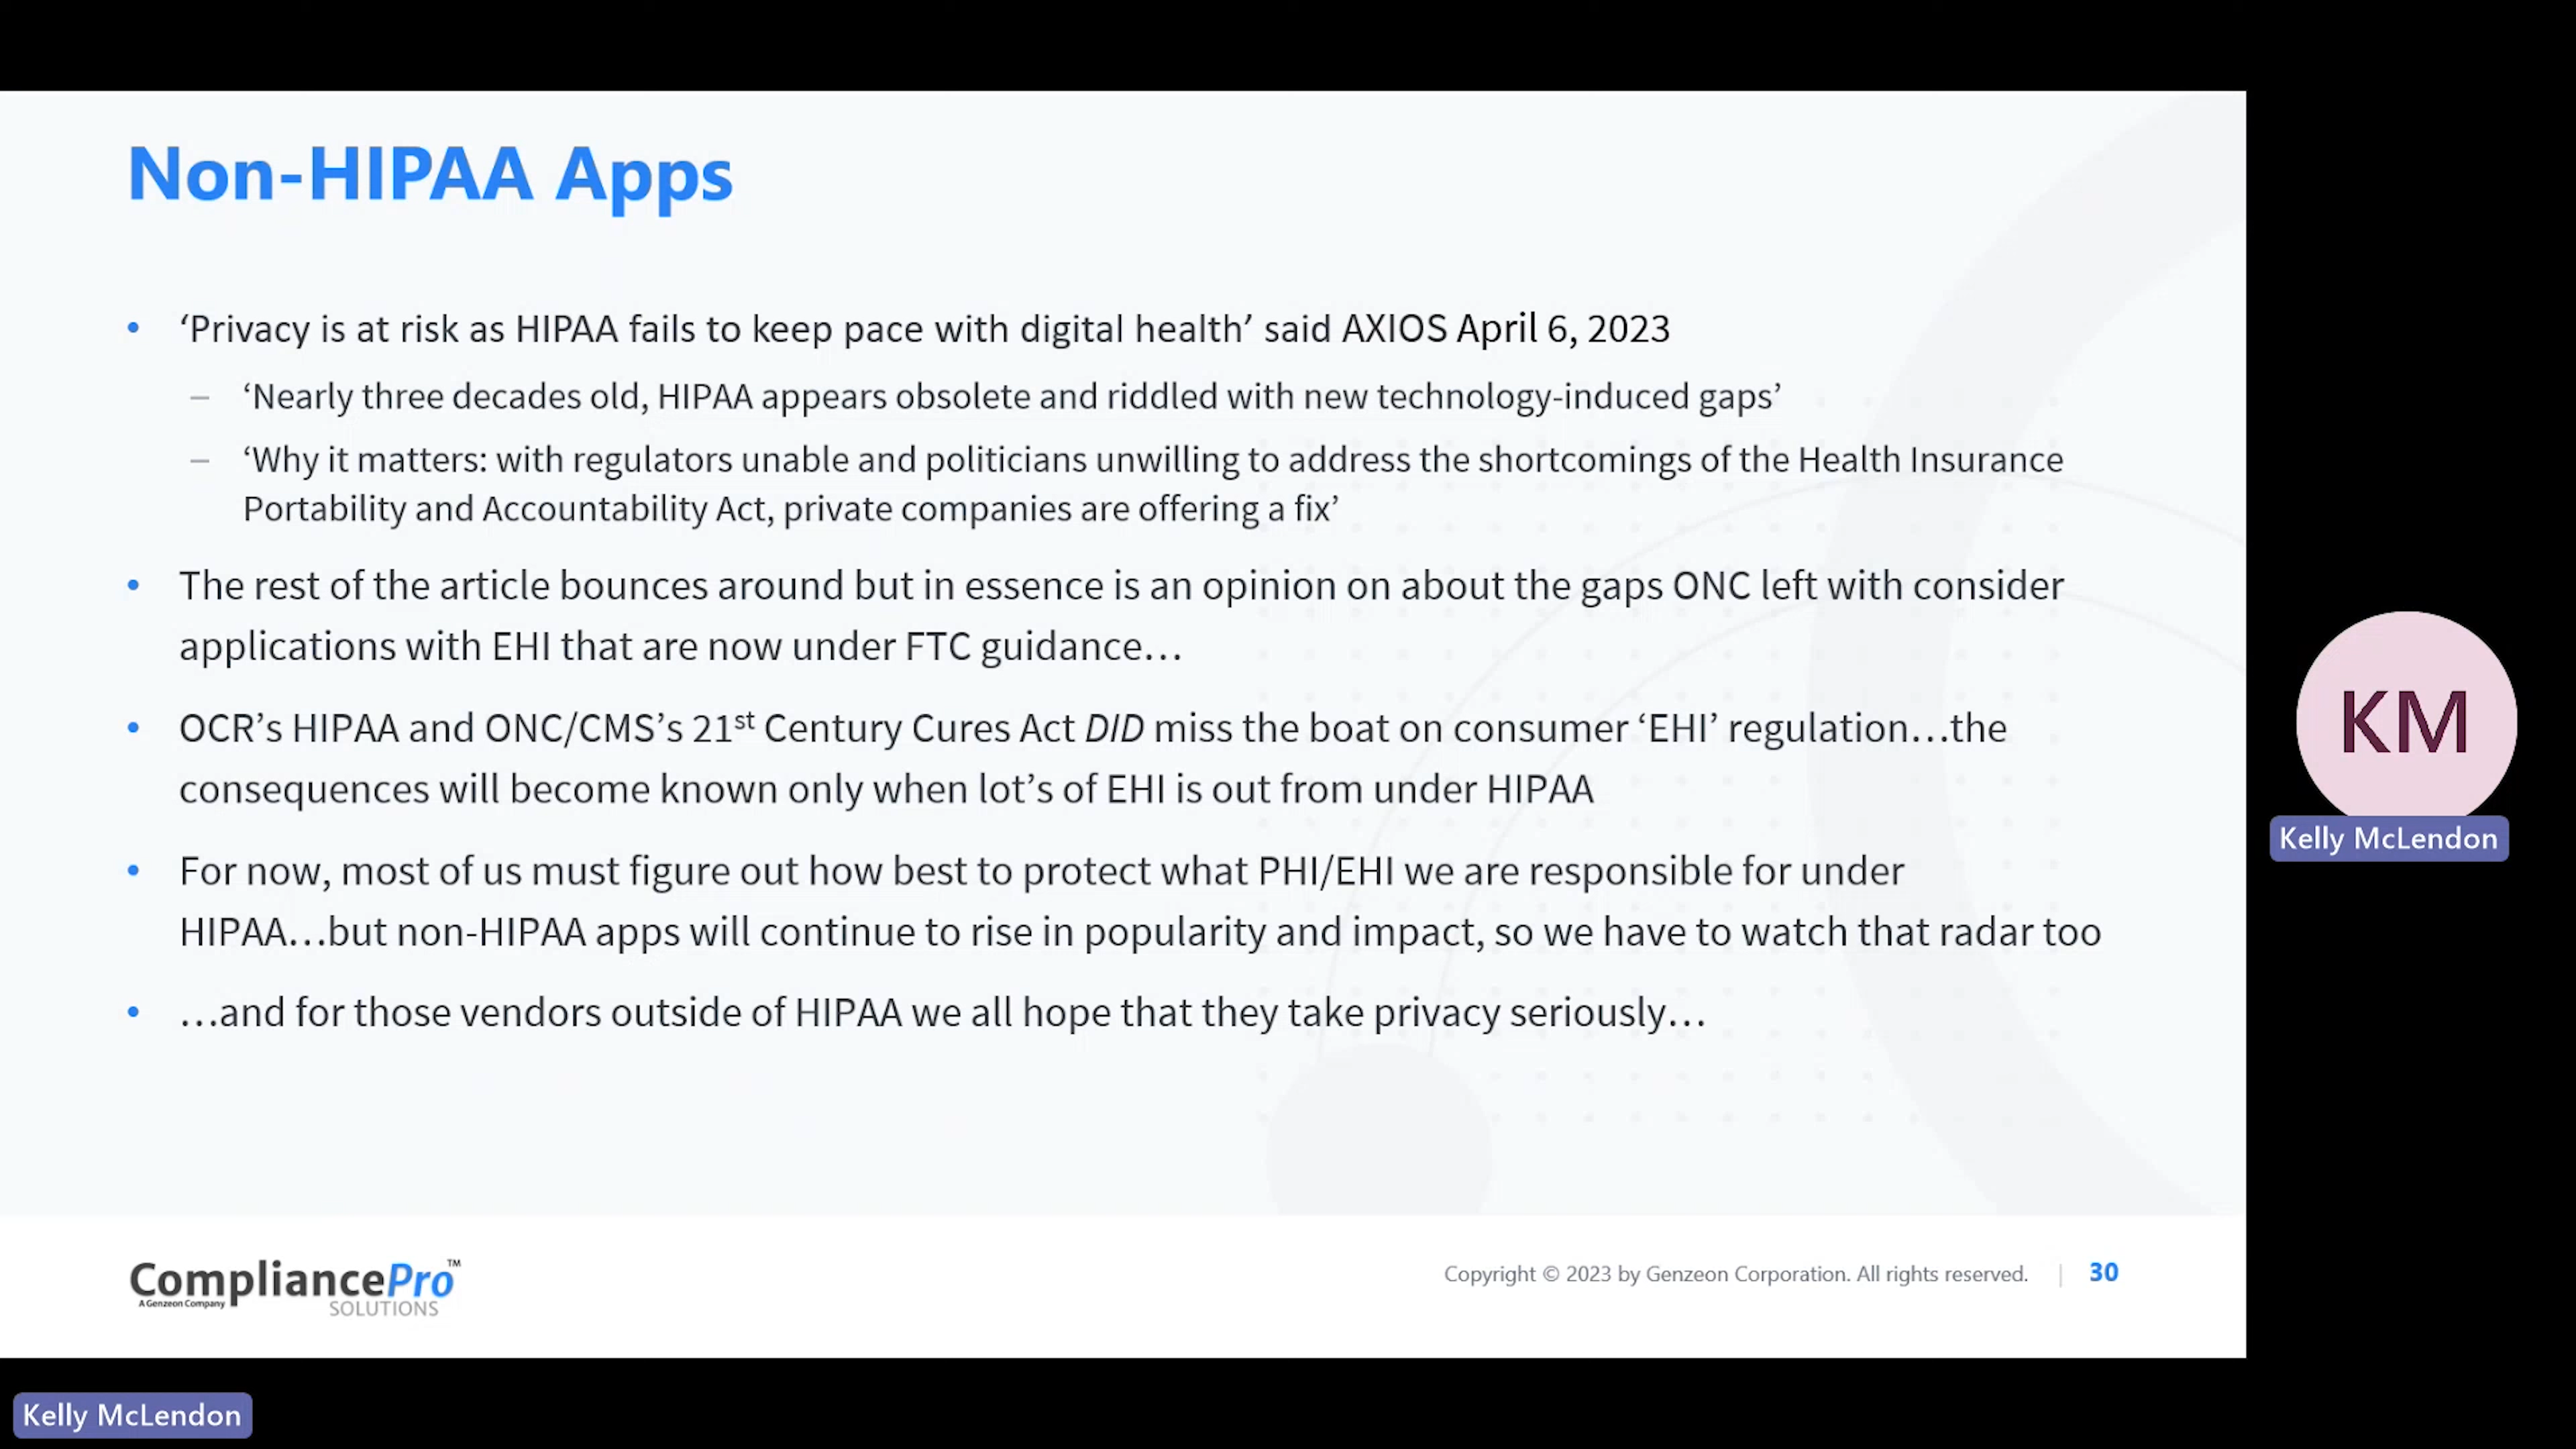 Non-HIPAA Apps
• ‘Privacy is at risk as HIPAA fails to keep pace with digital health’ said AXIOS April 6, 2023
– ‘Nearly three decades old, HIPAA appears obsolete and riddled with new technology-induced gaps’
– ‘Why it matters: with regulators unable and politicians unwilling to address the shortcomings of the Health Insurance
Portability and Accountability Act, private companies are offering a fix’
• The rest of the article bounces around but in essence is an opinion on about the gaps ONC left with consider
applications with EHI that are now under FTC guidance…
• OCR’s HIPAA and ONC/CMS’s 21st Century Cures Act DID miss the boat on consumer ‘EHI’ regulation…the
consequences will become known only when lot’s of EHI is out from under HIPAA
• For now, most of us must figure out how best to protect what PHI/EHI we are responsible for under
HIPAA…but non-HIPAA apps will continue to rise in popularity and impact, so we have to watch that radar too
• …and for those vendors outside of HIPAA we all hope that they take privacy seriously…
KM
Kelly McLendon
CompliancePro™
A Genzeon Company SOLUTIONS
Copyright © 2023 by Genzeon Corporation. All rights reserved. | 30
Kelly McLendon